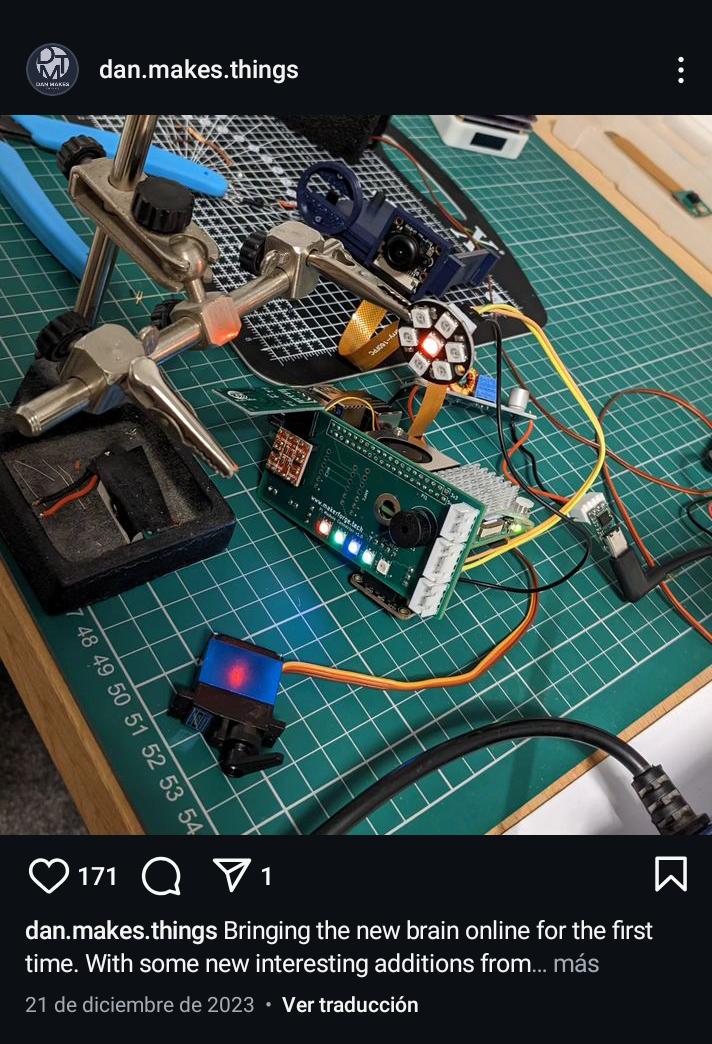 DAN MAKES
dan.makes.things
www.makerforge.tech
48
49
50
51
52
53
54
171
1
dan.makes.things Bringing the new brain online for the first
time. With some new interesting additions from... más
21 de diciembre de 2023 • Ver traducción